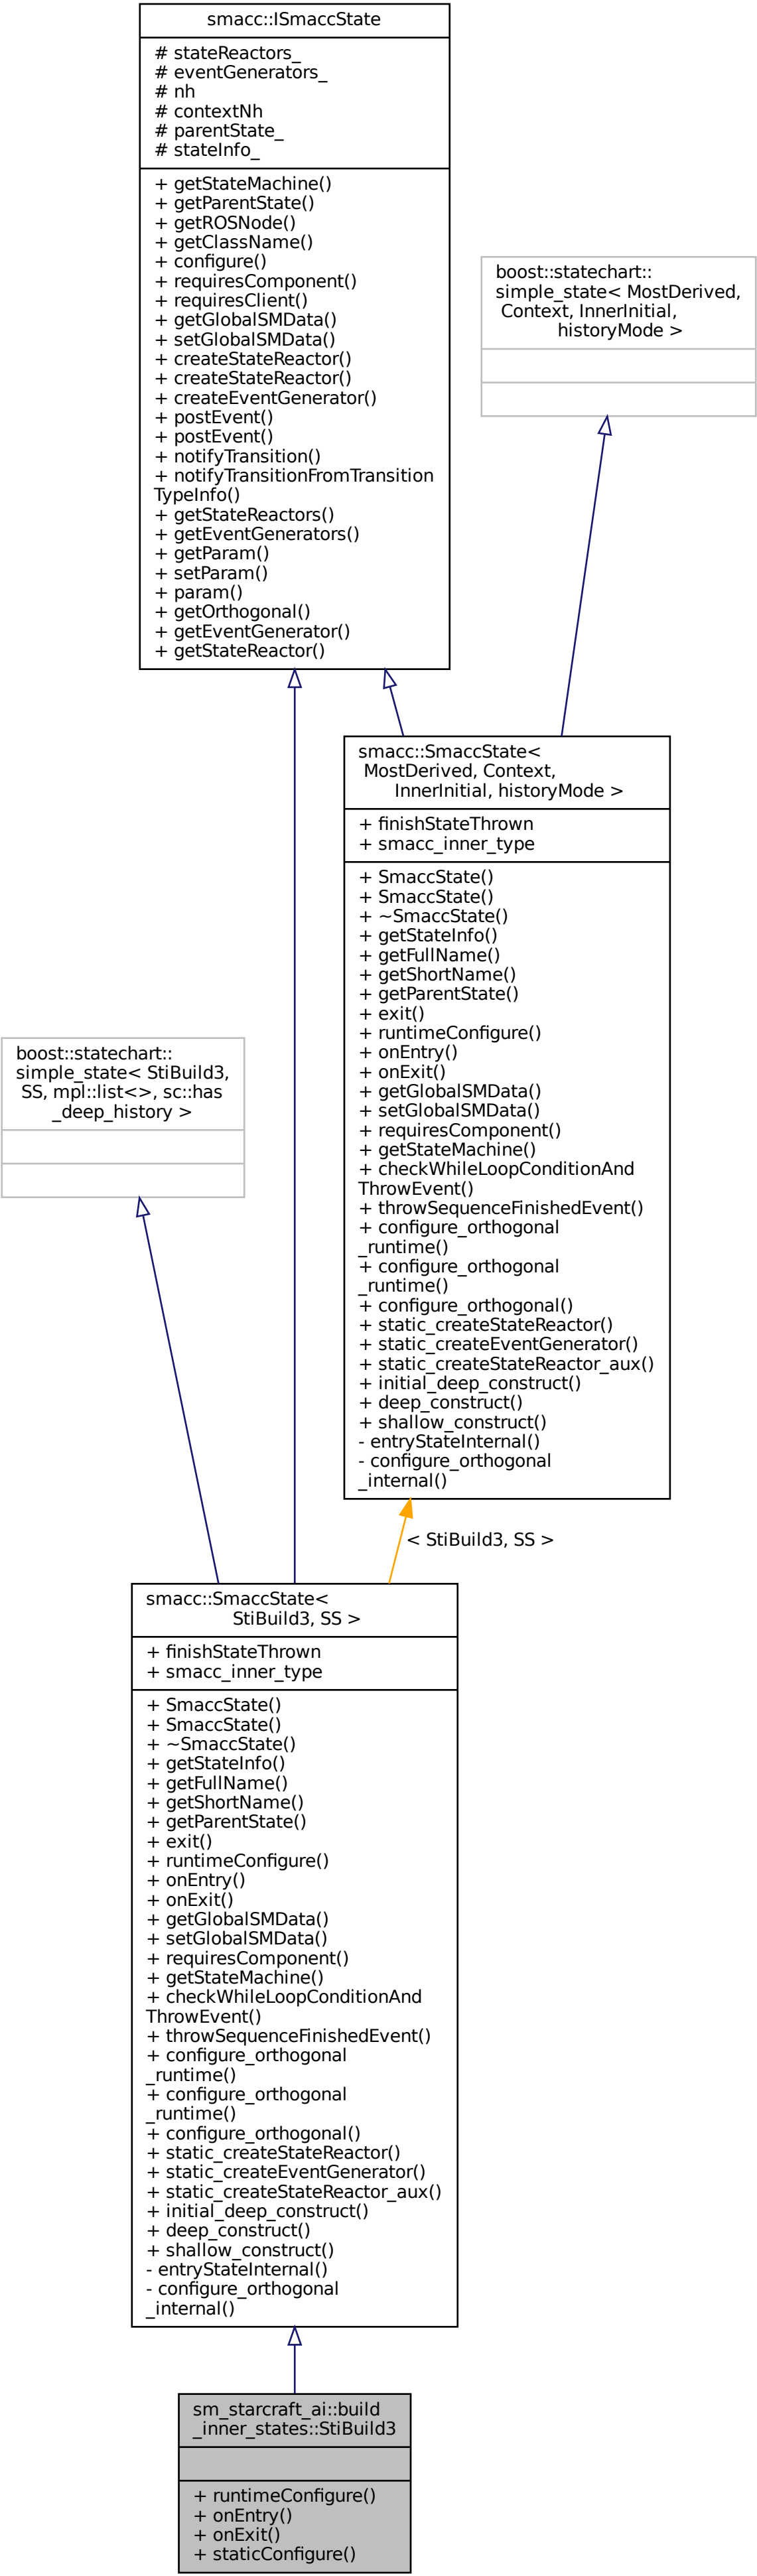 smacc::ISmaccState
# stateReactors_
# eventGenerators_
# nh
# contextNh
# parentState_
# stateInfo_
+ getStateMachine()
+ getParentState()
+ getROSNode()
+ getClassName()
+ configure()
+ requiresComponent()
+ requiresClient()
+ getGlobalSMData()
+ setGlobalSMData()
+ createStateReactor()
+ createStateReactor()
+ createEventGenerator()
+ postEvent()
+ postEvent()
+ notifyTransition()
+ notifyTransitionFromTransition
TypeInfo()
+ getStateReactors()
+ getEventGenerators()
+ getParam()
+ setParam()
+ param()
+ getOrthogonal()
+ getEventGenerator()
+ getStateReactor()
boost::statechart::
simple_state< MostDerived,
Context, InnerInitial,
historyMode >
smacc::SmaccState<
MostDerived, Context,
InnerInitial, historyMode >
+ finishStateThrown
+ smacc_inner_type
+ SmaccState()
+ SmaccState()
+ ~SmaccState()
+ getStateInfo()
+ getFullName()
+ getShortName()
+ getParentState()
+ exit()
+ runtimeConfigure()
+ onEntry()
+ onExit()
+ getGlobalSMData()
+ setGlobalSMData()
+ requiresComponent()
+ getStateMachine()
+ checkWhileLoopConditionAnd
ThrowEvent()
+ throwSequenceFinishedEvent()
+ configure_orthogonal
_runtime()
+ configure_orthogonal
_runtime()
+ configure_orthogonal()
+ static_createStateReactor()
+ static_createEventGenerator()
+ static_createStateReactor_aux()
+ initial_deep_construct()
+ deep_construct()
+ shallow_construct()
- entryStateInternal()
- configure_orthogonal
_internal()
boost::statechart::
simple_state< StiBuild3,
SS, mpl::list<>, sc::has
_deep_history >
< StiBuild3, SS >
smacc::SmaccState<
StiBuild3, SS >
+ finishStateThrown
+ smacc_inner_type
+ SmaccState()
+ SmaccState()
+ ~SmaccState()
+ getStateInfo()
+ getFullName()
+ getShortName()
+ getParentState()
+ exit()
+ runtimeConfigure()
+ onEntry()
+ onExit()
+ getGlobalSMData()
+ setGlobalSMData()
+ requiresComponent()
+ getStateMachine()
+ checkWhileLoopConditionAnd
ThrowEvent()
+ throwSequenceFinishedEvent()
+ configure_orthogonal
_runtime()
+ configure_orthogonal
_runtime()
+ configure_orthogonal()
+ static_createStateReactor()
+ static_createEventGenerator()
+ static_createStateReactor_aux()
+ initial_deep_construct()
+ deep_construct()
+ shallow_construct()
- entryStateInternal()
- configure_orthogonal
_internal()
sm_starcraft_ai::build
_inner_states::StiBuild3
+ runtimeConfigure()
+ onEntry()
+ onExit()
+ staticConfigure()